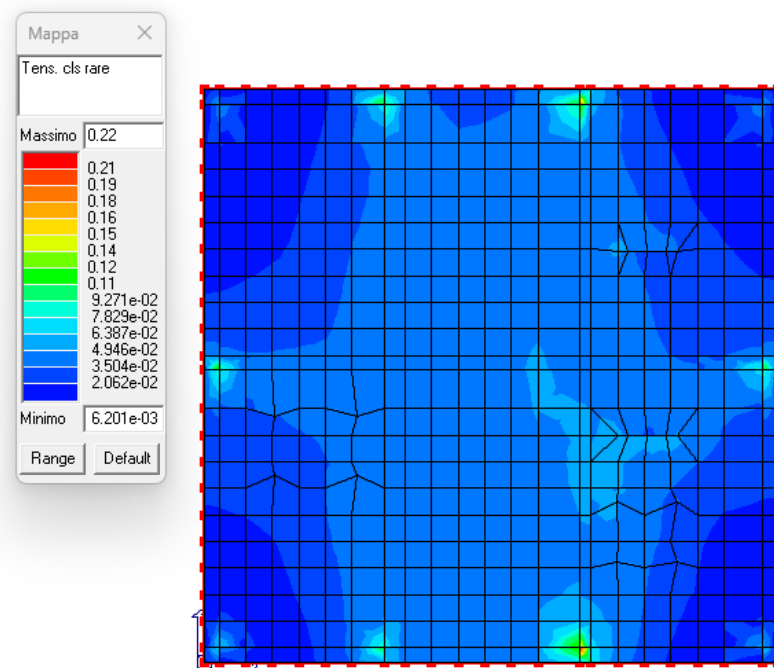 Mappa
Tens. cls rare
Massimo 0.22
0.21
0.19
0.18
0.16
0.15
0.14
0.12
0.11
9.271e-02
7.829e-02
6.387e-02
4.946e-02
3.504e-02
2.062e-02
Minimo 6.201e-03
Range Default